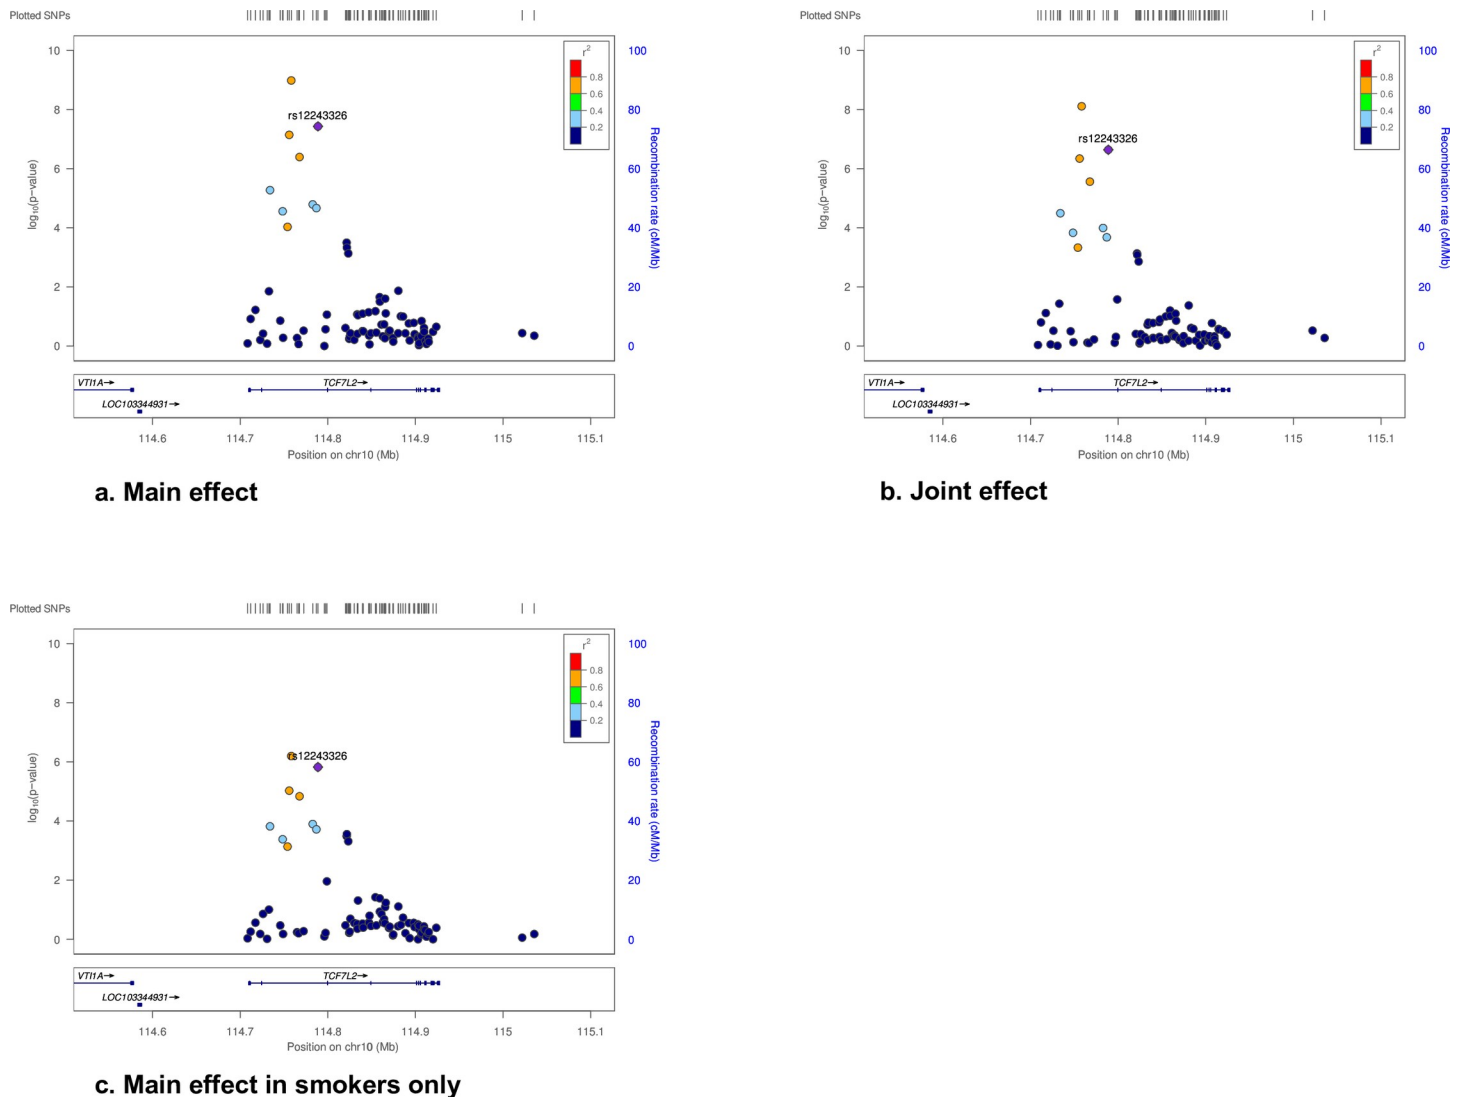 Plotted SNPs
10
8
6
4
2
0
log10(p−value)
100
80
60
40
20
0
Recombination rate (cM/Mb)
r2
0.8
0.6
0.4
0.2
rs12243326
VTI1A→
LOC103344931→
TCF7L2→
114.6 114.7 114.8 114.9 115 115.1
Position on chr10 (Mb)
a. Main effect
Plotted SNPs
10
8
6
4
2
0
log10(p−value)
100
80
60
40
20
0
Recombination rate (cM/Mb)
r2
0.8
0.6
0.4
0.2
rs12243326
VTI1A→
LOC103344931→
TCF7L2→
114.6 114.7 114.8 114.9 115 115.1
Position on chr10 (Mb)
b. Joint effect
Plotted SNPs
10
8
6
4
2
0
log10(p−value)
100
80
60
40
20
0
Recombination rate (cM/Mb)
r2
0.8
0.6
0.4
0.2
rs12243326
VTI1A→
LOC103344931→
TCF7L2→
114.6 114.7 114.8 114.9 115 115.1
Position on chr10 (Mb)
c. Main effect in smokers only